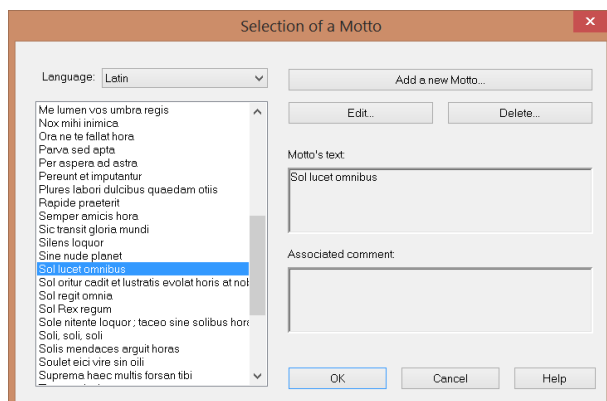 Selection of a Motto
Language: Latin
Add a new Motto...
Edit...
Delete...
Me lumen vos umbra regis
Nox mihi inimica
Ora ne te fallat hora
Parva sed apta
Per aspera ad astra
Pereunt et imputantur
Plures labori dulcibus quaedam otiis
Rapide praeterit
Semper amicis hora
Sic transit gloria mundi
Silens loquor
Sine nude planet
Sol lucet omnibus
Sol oritur cadit et lustratis evolat horis at
Sol regit omnia
Sol Rex regum
Sole nitente loquor ; taceo sine solibus
Soli, soli, soli
Solis mendaces arguit horas
Soulet eici vire sin oili
Suprema haec multis forsan tibi
Motto's text:
Sol lucet omnibus
Associated comment:
OK
Cancel
Help